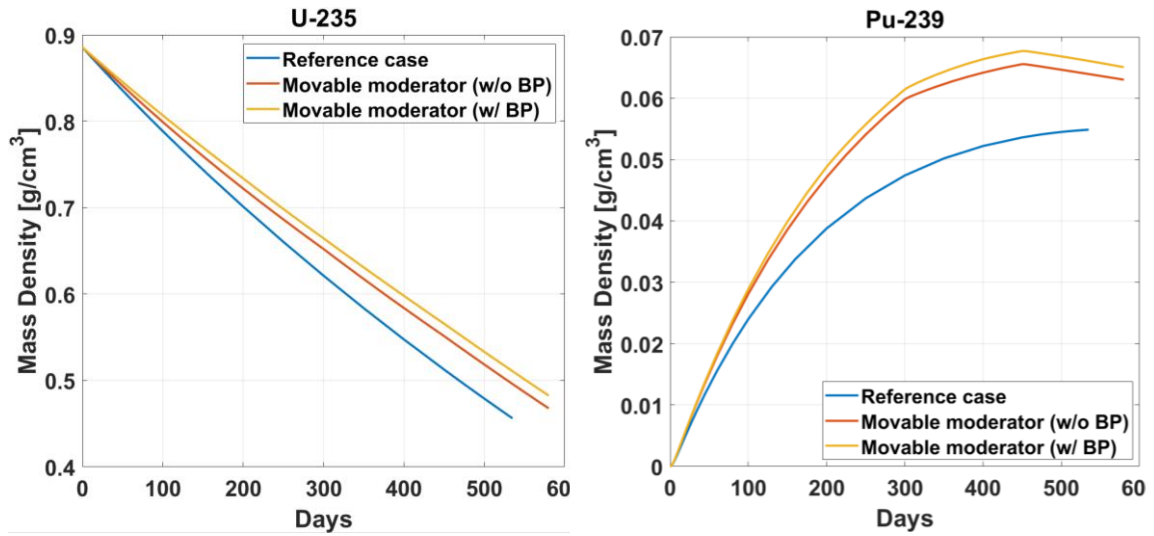 U-235
0.9
0.8
0.7
0.6
0.5
0.4
Mass Density [g/cm³]
Reference case
Movable moderator (w/o BP)
Movable moderator (w/ BP)
0 100 200 300 400 500 600
Days
Pu-239
0.07
0.06
0.05
0.04
0.03
0.02
0.01
0
Mass Density [g/cm³]
Reference case
Movable moderator (w/o BP)
Movable moderator (w/ BP)
0 100 200 300 400 500 60
Days